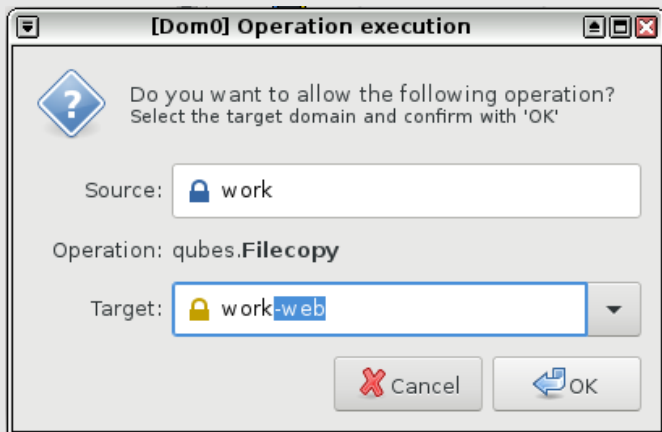 [Dom0] Operation execution
Do you want to allow the following operation?
Select the target domain and confirm with 'OK'
Source: work
Operation: qubes.Filecopy
Target: work-web
Cancel OK